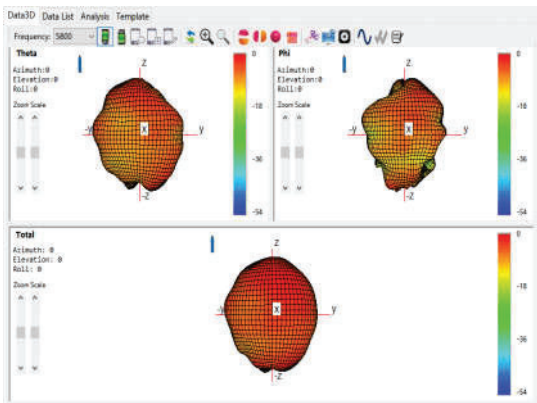 Data3D Data List Analysis Template
Frequency: 5800
Theta
Azimuth:0
Elevation:0
Roll:0
Zoom Scale
z
-y x y
-z
0
-18
-36
-54
Phi
Azimuth:0
Elevation:0
Roll:0
Zoom Scale
z
-y x y
-z
0
-18
-36
-54
Total
Azimuth: 0
Elevation: 0
Roll: 0
Zoom Scale
z
-y x y
-z
0
-18
-36
-54